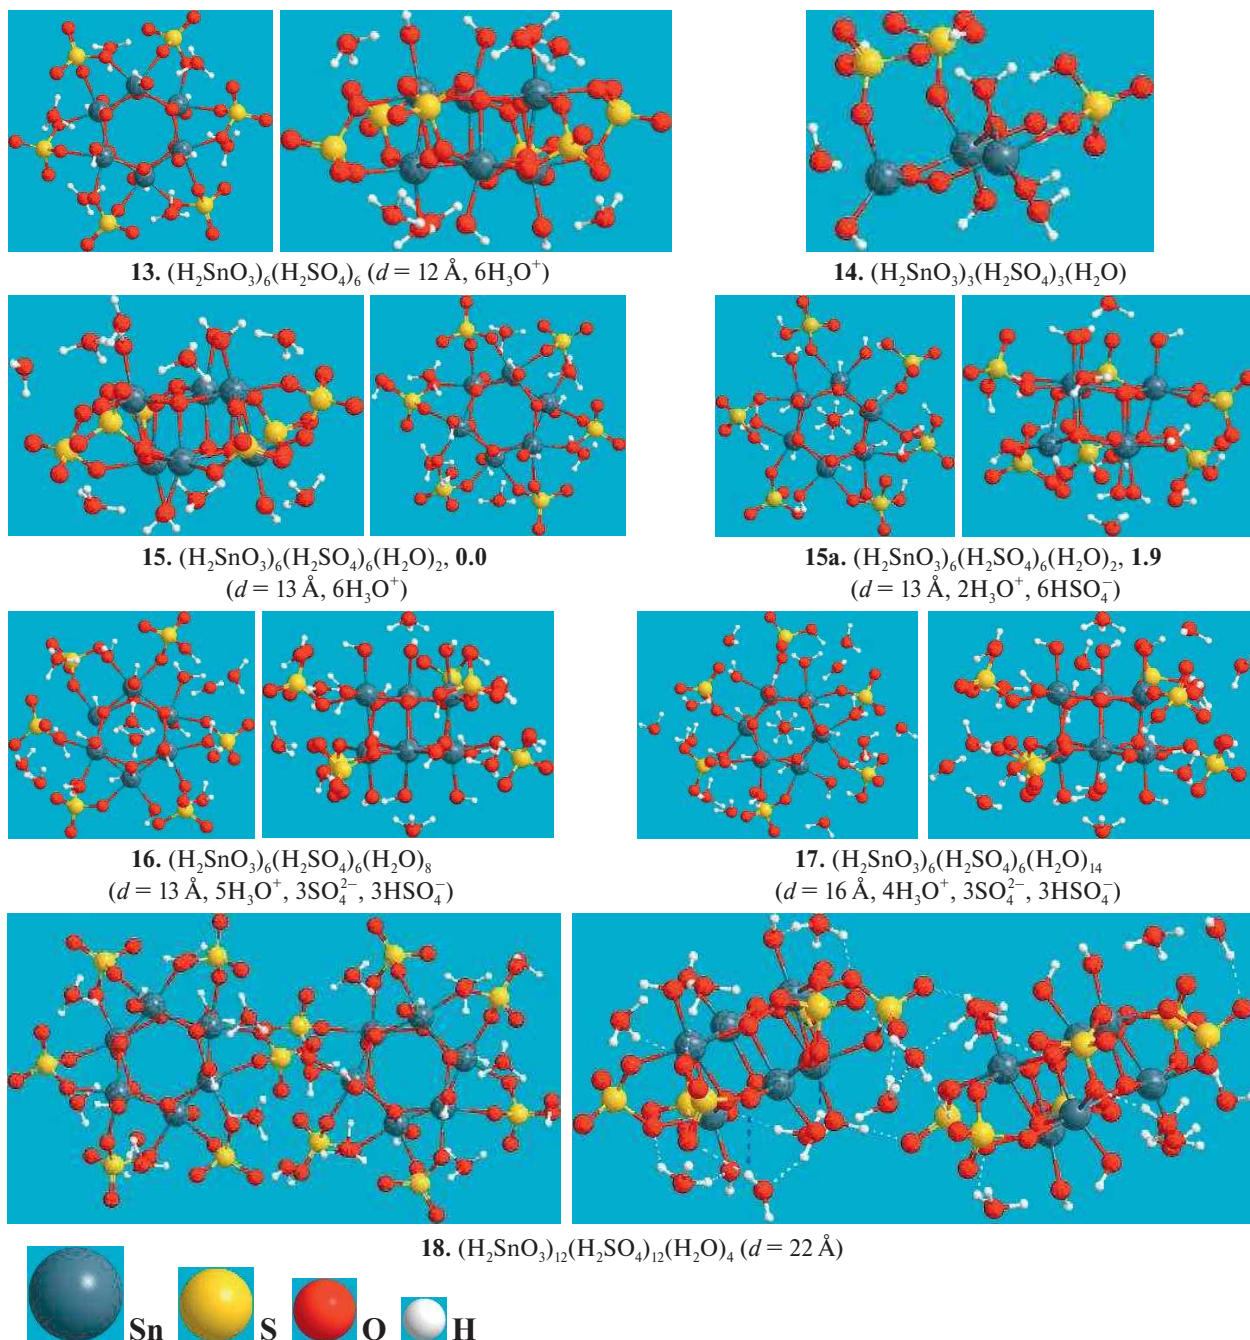 13. (H₂SnO₃)₆(H₂SO₄)₆ (d = 12 Å, 6H₃O⁺)
14. (H₂SnO₃)₃(H₂SO₄)₃(H₂O)
15. (H₂SnO₃)₆(H₂SO₄)₆(H₂O)₂, 0.0
(d = 13 Å, 6H₃O⁺)
15a. (H₂SnO₃)₆(H₂SO₄)₆(H₂O)₂, 1.9
(d = 13 Å, 2H₃O⁺, 6HSO₄⁻)
16. (H₂SnO₃)₆(H₂SO₄)₆(H₂O)₈
(d = 13 Å, 5H₃O⁺, 3SO₄²⁻, 3HSO₄⁻)
17. (H₂SnO₃)₆(H₂SO₄)₆(H₂O)₁₄
(d = 16 Å, 4H₃O⁺, 3SO₄²⁻, 3HSO₄⁻)
18. (H₂SnO₃)₁₂(H₂SO₄)₁₂(H₂O)₄ (d = 22 Å)
Sn S O H